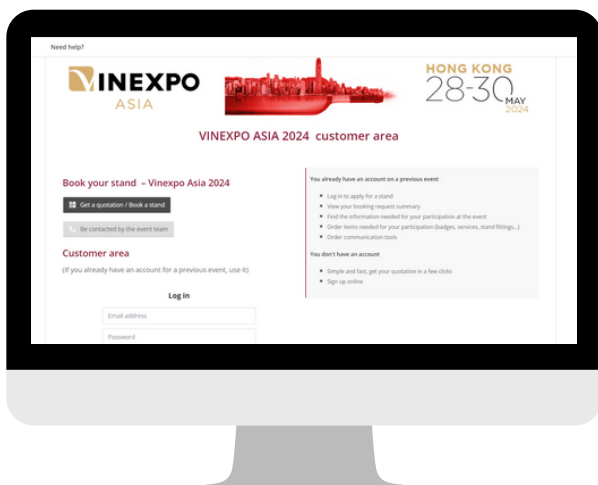 Need help?
VINEXPO
ASIA
HONG KONG
28-30 MAY
2024
VINEXPO ASIA 2024 customer area
Book your stand – Vinexpo Asia 2024
Get a quotation / Book a stand
Be contacted by the event team
Customer area
(If you already have an account for a previous event, use it)
Log in
Email address
Password
You already have an account on a previous event
Log in to apply for a stand
View your booking request summary
Find the information needed for your participation at the event
Order items needed for your participation (badges, services, stand fittings...)
Order communication tools
You don't have an account
Simple and fast, get your quotation in a few clicks
Sign up online